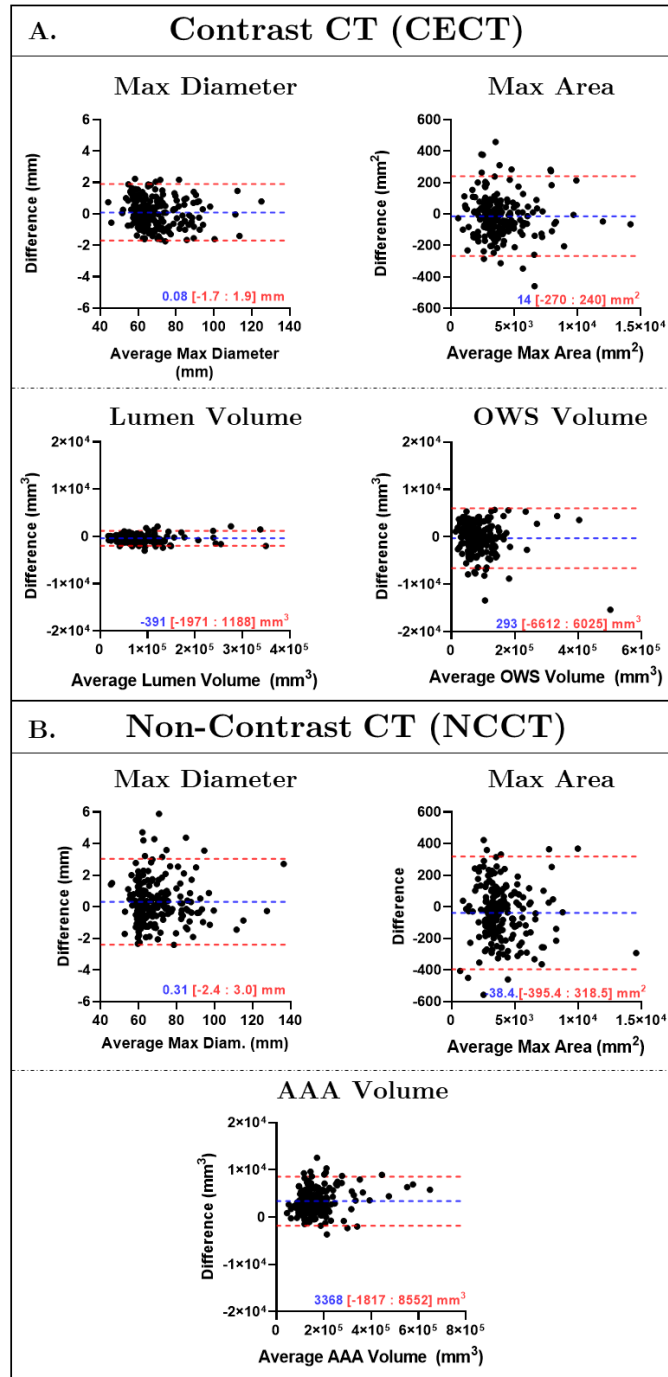 A. Contrast CT (CECT)
Max Diameter
Difference (mm)
6
4
2
0
-2
-4
-6
0.08 [-1.7 : 1.9] mm
40 60 80 100 120 140
Average Max Diameter
(mm)
Max Area
Difference (mm²)
600
400
200
0
-200
-400
-600
14 [-270 : 240] mm²
0 5×10³ 1×10⁴ 1.5×10⁴
Average Max Area (mm²)
Lumen Volume
Difference (mm³)
2×10⁴
1×10⁴
0
-1×10⁴
-2×10⁴
-391 [-1971 : 1188] mm³
0 1×10⁵ 2×10⁵ 3×10⁵ 4×10⁵
Average Lumen Volume (mm³)
OWS Volume
Difference (mm³)
2×10⁴
1×10⁴
0
-1×10⁴
-2×10⁴
293 [-6612 : 6025] mm³
0 2×10⁵ 4×10⁵ 6×10⁵
Average OWS Volume (mm³)
B. Non-Contrast CT (NCCT)
Max Diameter
Difference (mm)
6
4
2
0
-2
-4
-6
0.31 [-2.4 : 3.0] mm
40 60 80 100 120 140
Average Max Diam. (mm)
Max Area
Difference
600
400
200
0
-200
-400
-600
-38.4. [-395.4 : 318.5] mm²
0 5×10³ 1×10⁴ 1.5×10⁴
Average Max Area (mm²)
AAA Volume
Difference (mm³)
2×10⁴
1×10⁴
0
-1×10⁴
-2×10⁴
3368 [-1817 : 8552] mm³
0 2×10⁵ 4×10⁵ 6×10⁵ 8×10⁵
Average AAA Volume (mm³)